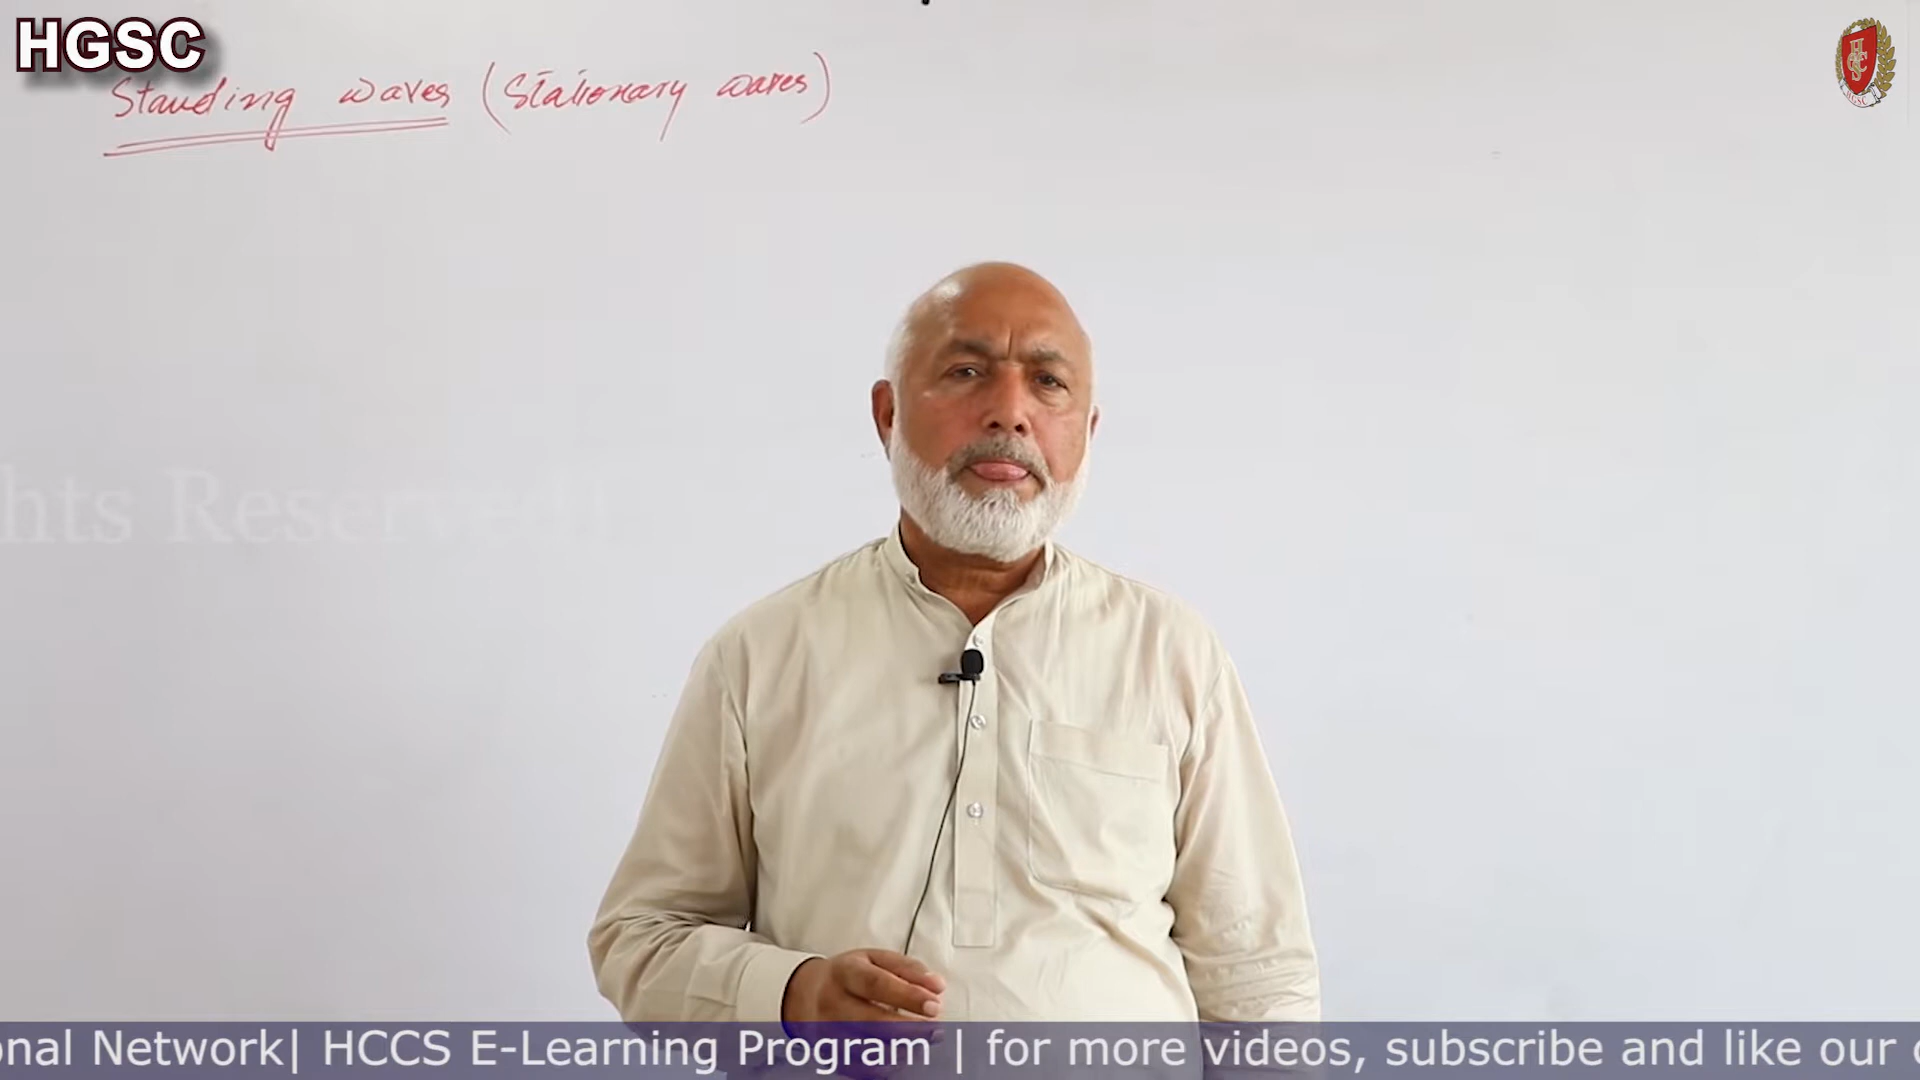 HGSC
Standing waves (Stationary waves)
HGSC
hts Reserved!
onal Network| HCCS E-Learning Program | for more videos, subscribe and like our c